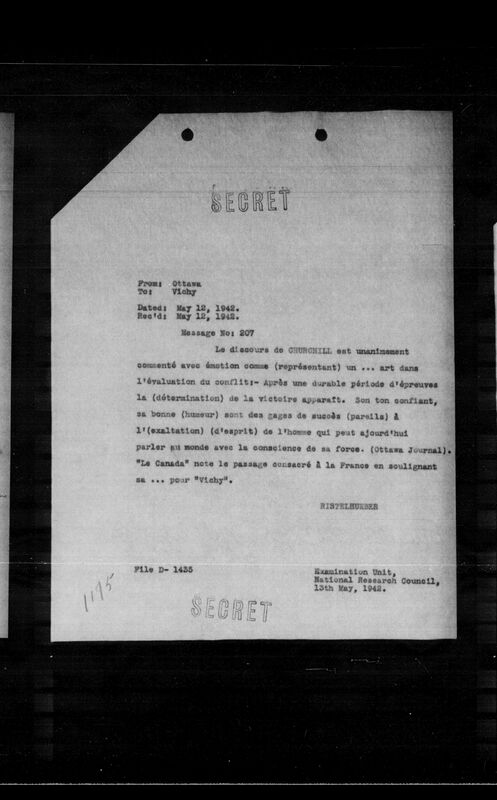 SECRET
From: Ottawa
To: Vichy
Dated: May 12, 1942.
Rec'd: May 12, 1942.
Message No: 207
Le discours de CHURCHILL est unanimement
commenté avec émotion comme (représentant) un ... art dans
l'évaluation du conflit:- Après une durable période d'épreuves
la (détermination) de la victoire apparaît. Son ton confiant,
sa bonne (humeur) sont des gages de succès (pareils) à
l'(exaltation) (d'esprit) de l'homme qui peut ajourd'hui
parler au monde avec la conscience de sa force. (Ottawa Journal).
"Le Canada" note le passage consacré à la France en soulignant
sa ... pour "Vichy".
RISTELHUEBER
File D- 1435
Examination Unit,
National Research Council,
13th May, 1942.
1195
SECRET